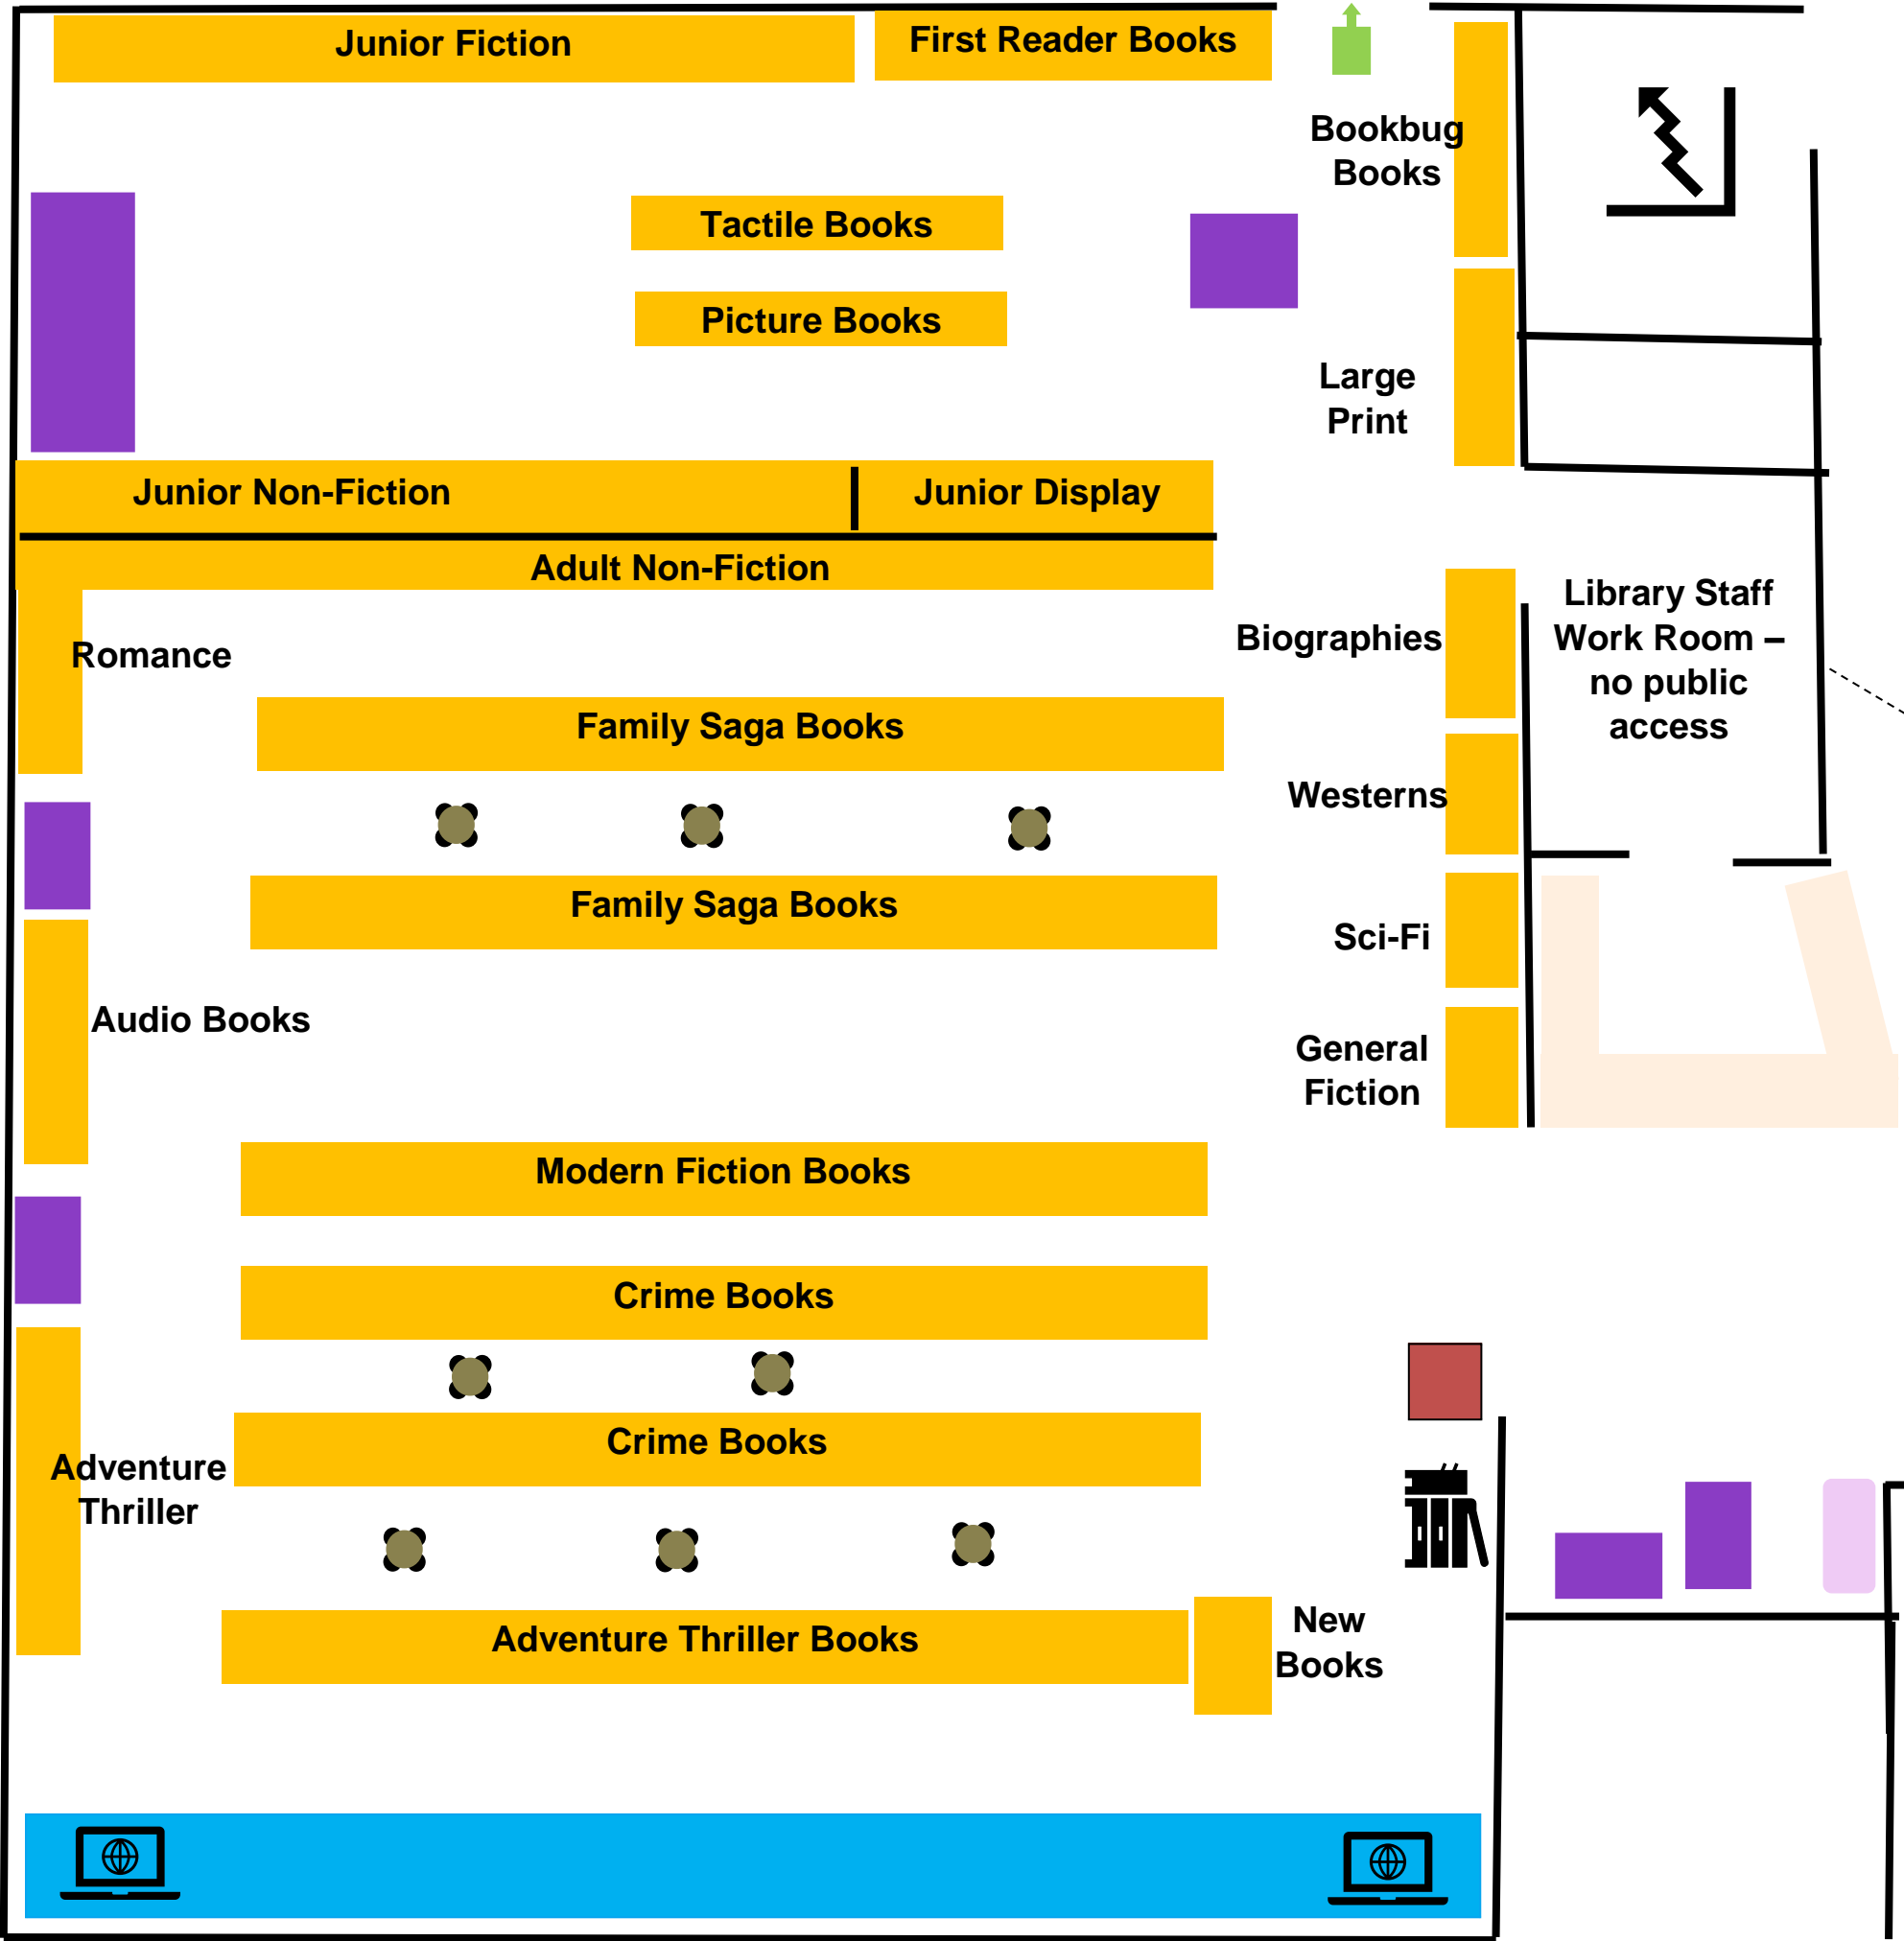 Junior Fiction
First Reader Books
Bookbug
Books
Tactile Books
Picture Books
Large
Print
Junior Non-Fiction
Junior Display
Adult Non-Fiction
Romance
Biographies
Library Staff
Work Room –
no public
access
Family Saga Books
Westerns
Family Saga Books
Sci-Fi
Audio Books
General
Fiction
Modern Fiction Books
Crime Books
Crime Books
Adventure
Thriller
Adventure Thriller Books
New
Books